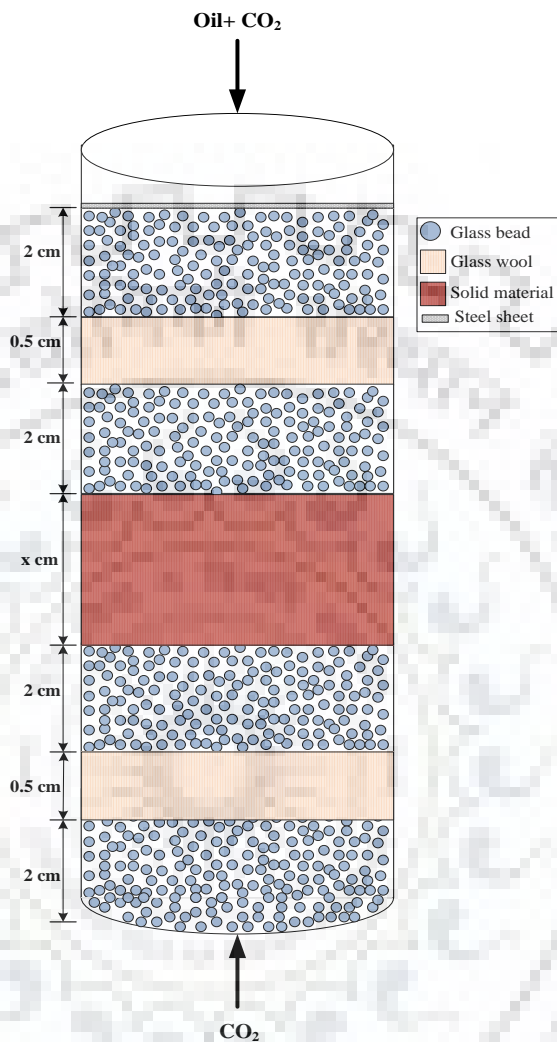 Oil+ CO₂
2 cm
0.5 cm
2 cm
x cm
2 cm
0.5 cm
2 cm
Glass bead
Glass wool
Solid material
Steel sheet
CO₂